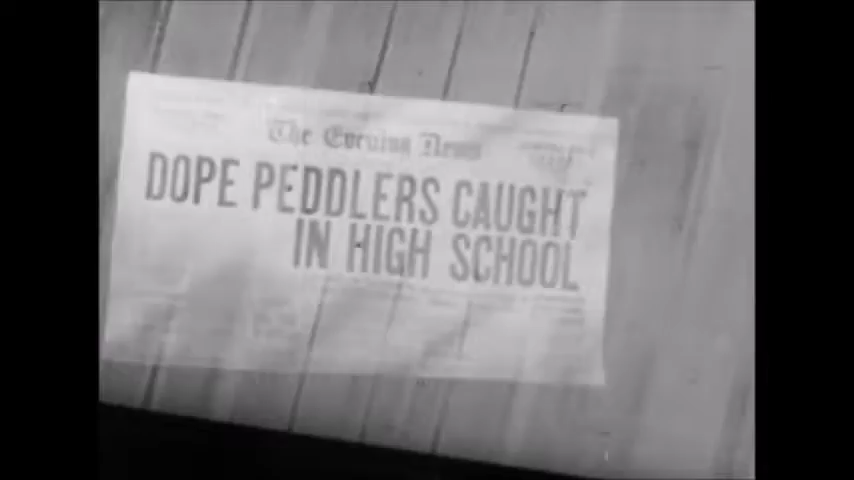 The Evening News
DOPE PEDDLERS CAUGHT
IN HIGH SCHOOL